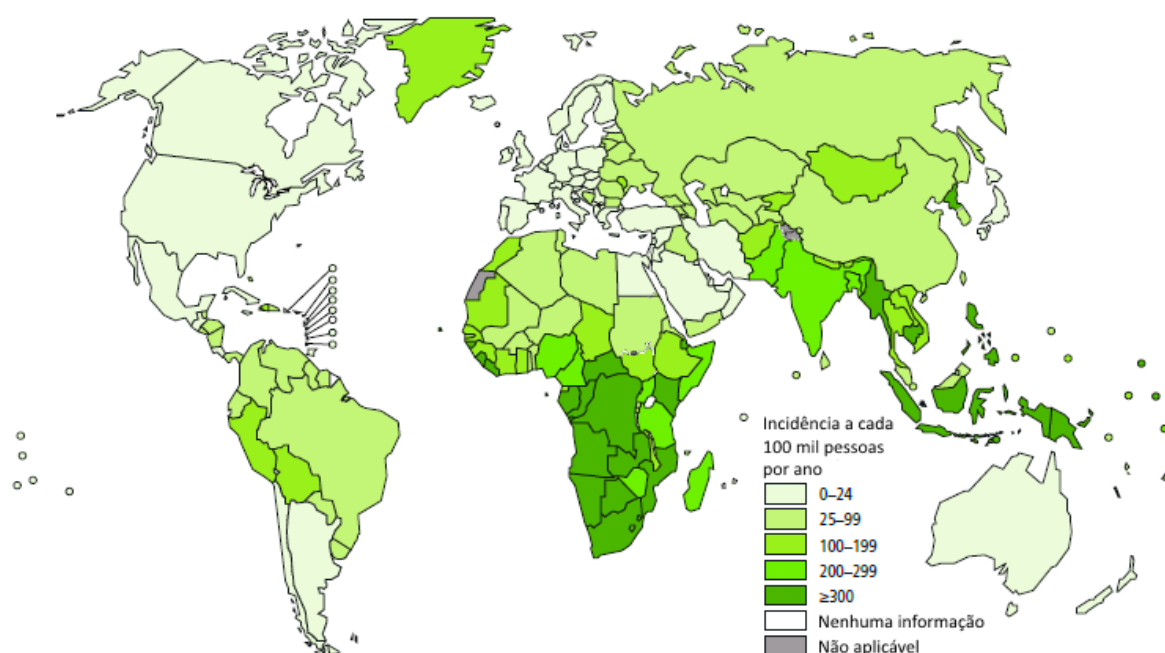 Incidência a cada
100 mil pessoas
por ano
0–24
25–99
100–199
200–299
≥300
Nenhuma informação
Não aplicável